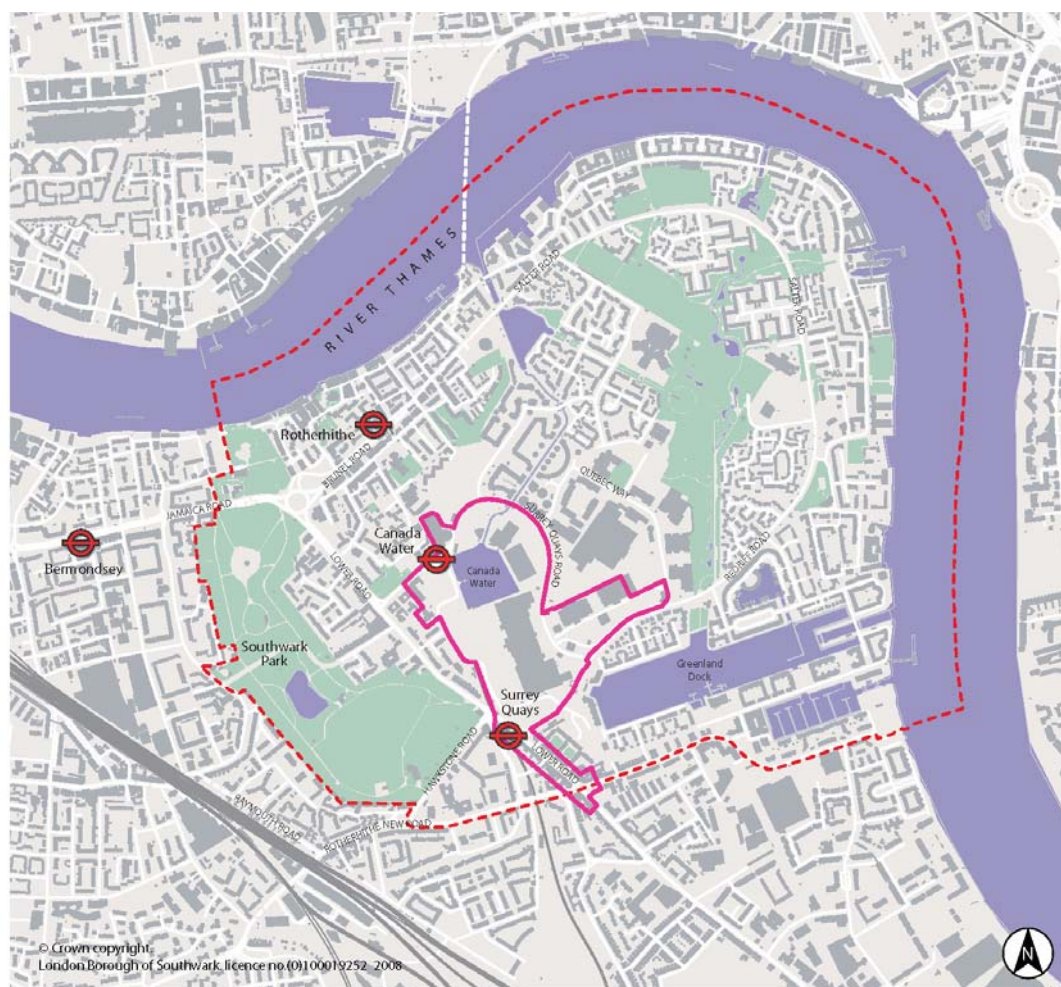 RIVER THAMES
SALTER ROAD
SALTER ROAD
Rotherhithe
BRUNEL ROAD
JAMAICA ROAD
Bermondsey
QUEBEC WAY
SURREY QUAYS ROAD
Canada
Water
LOWER ROAD
Canada
Water
REDRIFF ROAD
Southwark
Park
Greenland
Dock
Surrey
Quays
HAWKSTONE ROAD
LOWER ROAD
RAYMOUTH ROAD
ROTHERHITHE NEW ROAD
© Crown copyright.
London Borough of Southwark. licence no.(0)100019252 2008
N